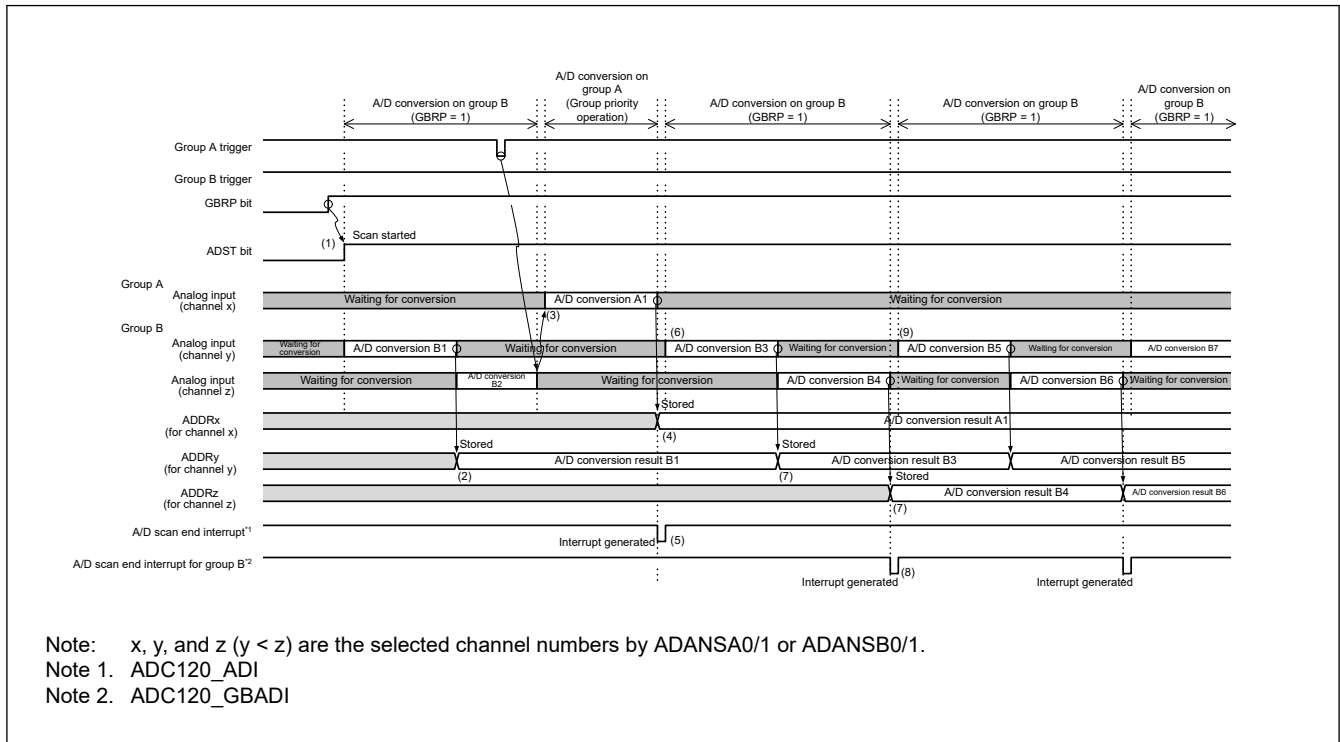 A/D conversion on group B
(GBRP = 1)
A/D conversion on
group A
(Group priority
operation)
A/D conversion on group B
(GBRP = 1)
A/D conversion on group B
(GBRP = 1)
A/D conversion on
group B
(GBRP = 1)
Group A trigger
Group B trigger
GBRP bit
(1) Scan started
ADST bit
Group A
Analog input
(channel x)
Waiting for conversion A/D conversion A1 Waiting for conversion
(3)
Group B
(6) (9)
Analog input
(channel y)
Waiting for
conversion
A/D conversion B1 Waiting for conversion A/D conversion B3 Waiting for conversion A/D conversion B5 Waiting for conversion A/D conversion B7
Analog input
(channel z)
Waiting for conversion
A/D conversion
B2
Waiting for conversion A/D conversion B4 Waiting for conversion A/D conversion B6 Waiting for conversion
Stored
ADDRx
(for channel x)
A/D conversion result A1
(4)
Stored Stored
ADDRy
(for channel y)
A/D conversion result B1 A/D conversion result B3 A/D conversion result B5
(2) (7) Stored
ADDRz
(for channel z)
A/D conversion result B4 A/D conversion result B6
(7)
A/D scan end interrupt*1
Interrupt generated (5)
A/D scan end interrupt for group B*2
(8)
Interrupt generated Interrupt generated
Note: x, y, and z (y < z) are the selected channel numbers by ADANSA0/1 or ADANSB0/1.
Note 1. ADC120_ADI
Note 2. ADC120_GBADI